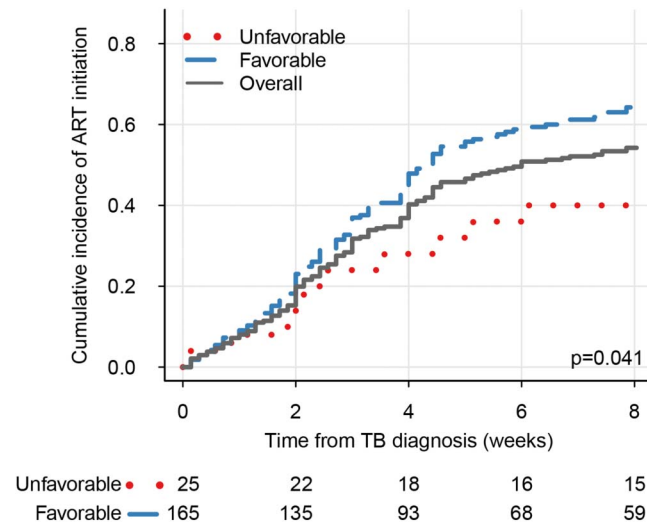 Cumulative incidence of ART initiation
0.8
0.6
0.4
0.2
0.0
Unfavorable
Favorable
Overall
p=0.041
0 2 4 6 8
Time from TB diagnosis (weeks)
Unfavorable 25 22 18 16 15
Favorable 165 135 93 68 59